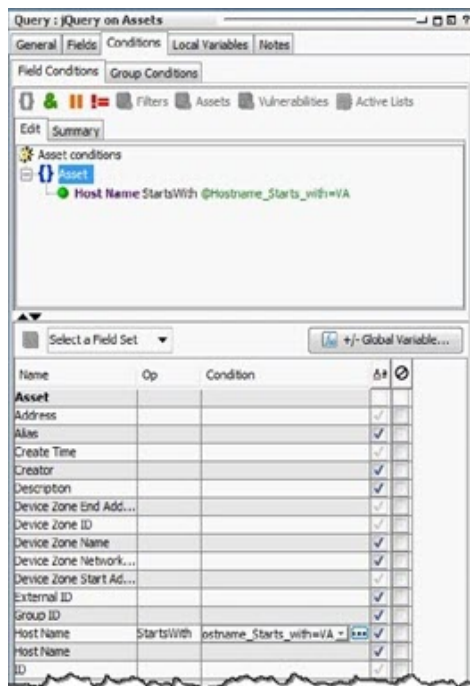 Query : jQuery on Assets
General Fields Conditions Local Variables Notes
Field Conditions Group Conditions
{} & != Filters Assets Vulnerabilities Active Lists
Edit Summary
Asset conditions
{} Asset
Host Name StartsWith @Hostname_Starts_with=VA
Select a Field Set +/- Global Variable...
Name Op Condition
Asset
Address
Alias
Create Time
Creator
Description
Device Zone End Add...
Device Zone ID
Device Zone Name
Device Zone Network...
Device Zone Start Ad...
External ID
Group ID
Host Name StartsWith ostname_Starts_with=VA ...
Host Name
ID